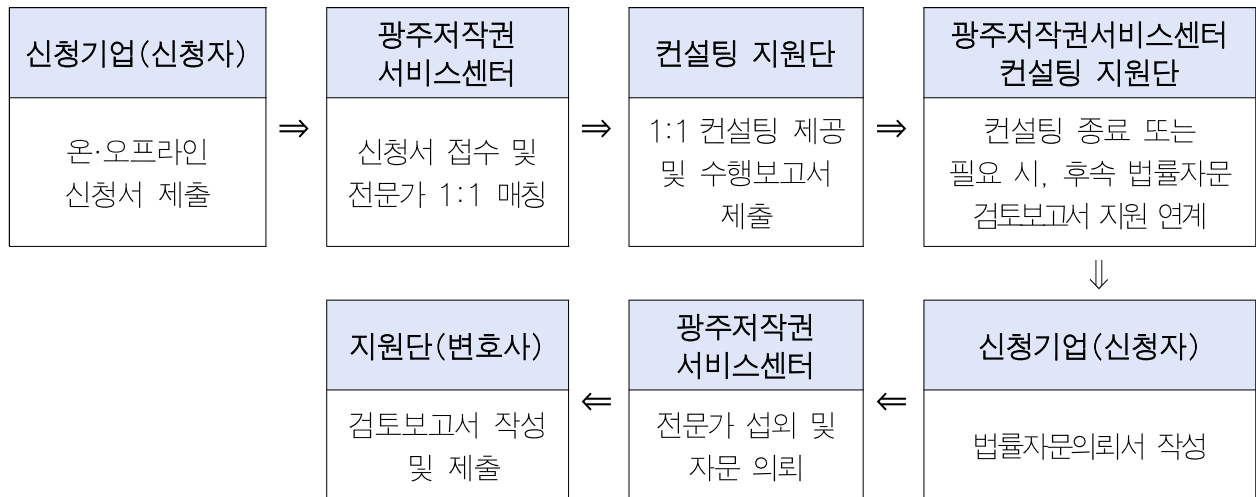 신청기업(신청자)
온·오프라인
신청서 제출
⇒
광주저작권
서비스센터
신청서 접수 및
전문가 1:1 매칭
⇒
컨설팅 지원단
1:1 컨설팅 제공
및 수행보고서
제출
⇒
광주저작권서비스센터
컨설팅 지원단
컨설팅 종료 또는
필요 시, 후속 법률자문
검토보고서 지원 연계
⇓
신청기업(신청자)
법률자문의뢰서 작성
⇐
광주저작권
서비스센터
전문가 섭외 및
자문 의뢰
⇐
지원단(변호사)
검토보고서 작성
및 제출